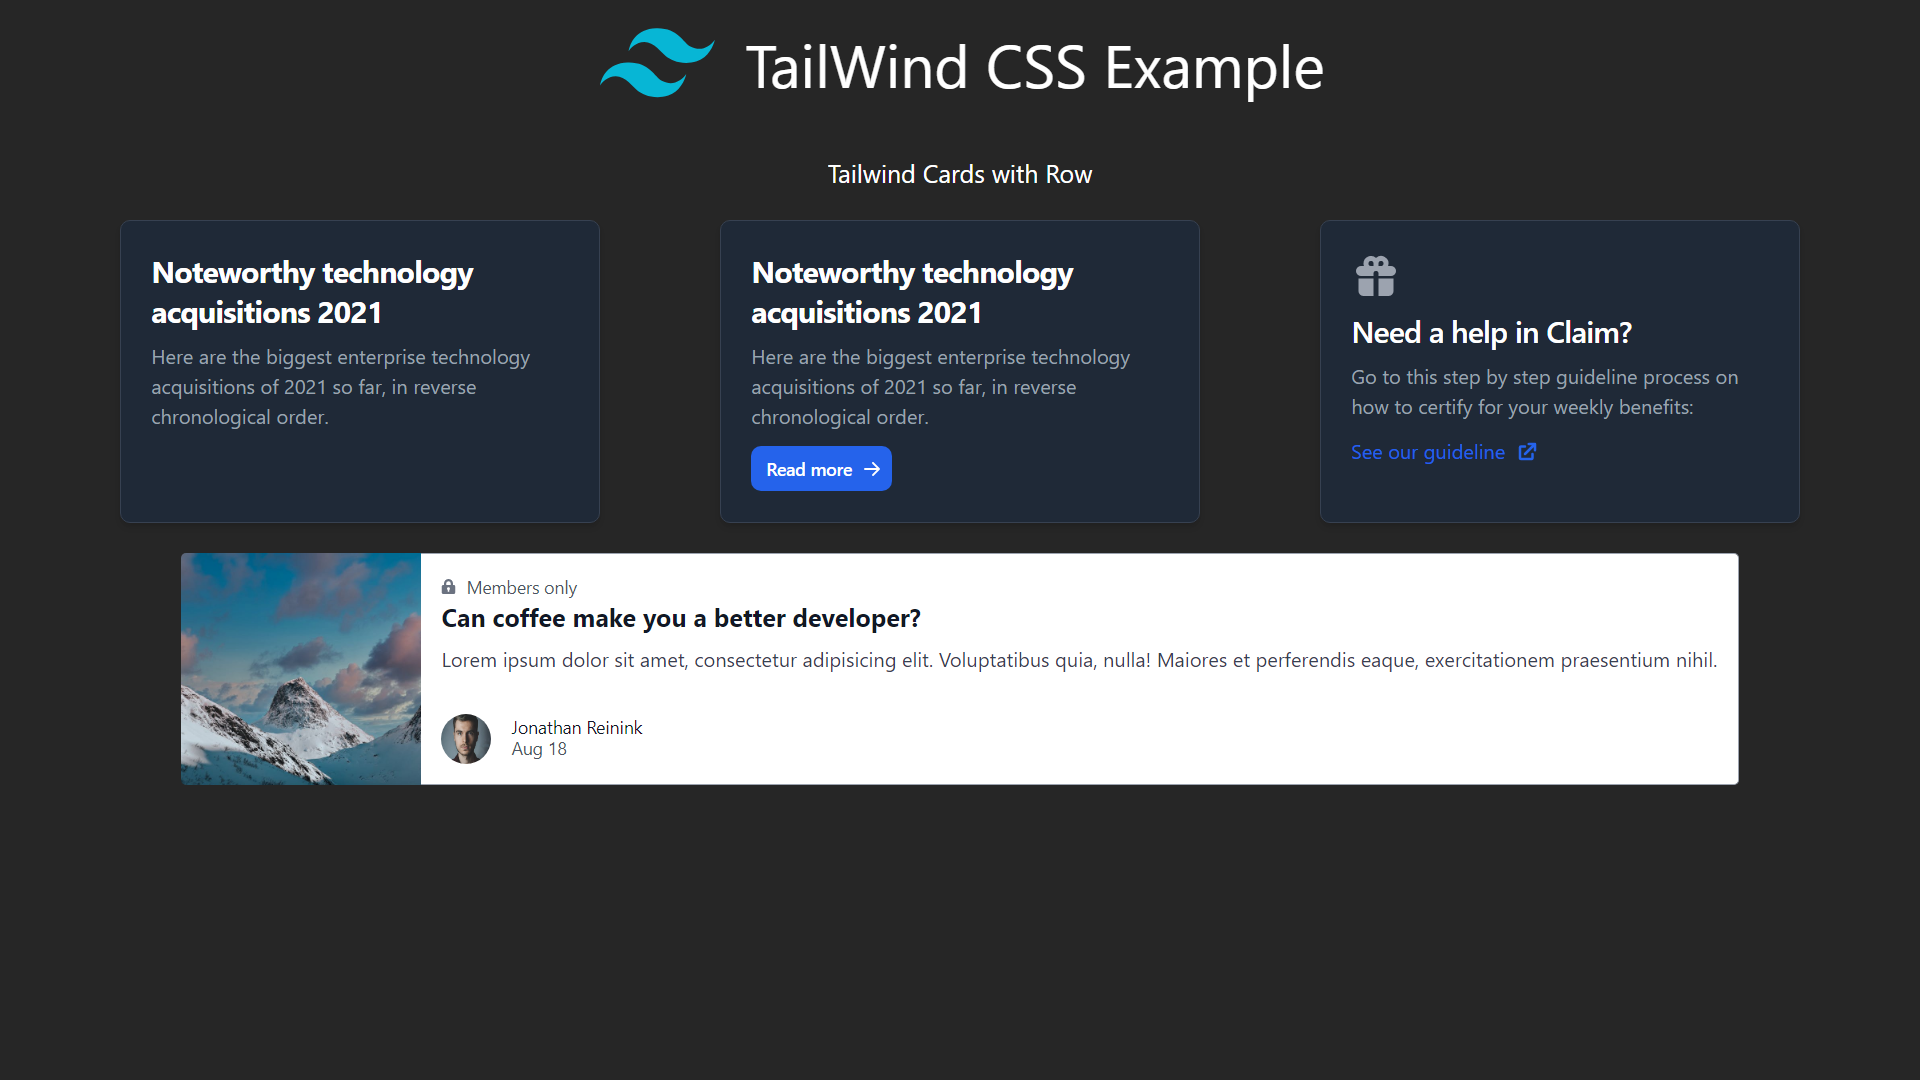 TailWind CSS Example
Tailwind Cards with Row
Noteworthy technology
acquisitions 2021
Here are the biggest enterprise technology
acquisitions of 2021 so far, in reverse
chronological order.
Noteworthy technology
acquisitions 2021
Here are the biggest enterprise technology
acquisitions of 2021 so far, in reverse
chronological order.
Read more
Need a help in Claim?
Go to this step by step guideline process on
how to certify for your weekly benefits:
See our guideline
Members only
Can coffee make you a better developer?
Lorem ipsum dolor sit amet, consectetur adipisicing elit. Voluptatibus quia, nulla! Maiores et perferendis eaque, exercitationem praesentium nihil.
Jonathan Reinink
Aug 18